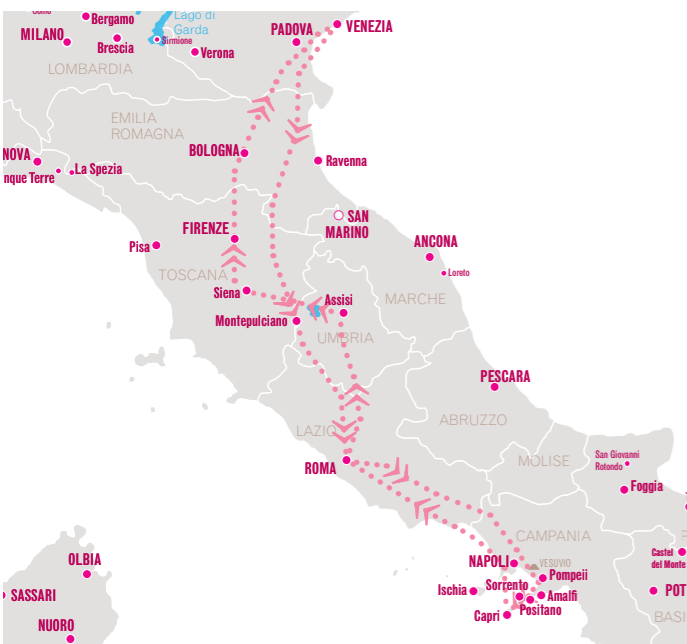 Bergamo
Lago di
Garda
MILANO
Brescia
Sirmione
Verona
PADOVA
VENEZIA
LOMBARDIA
EMILIA
ROMAGNA
BOLOGNA
Ravenna
NOVA
La Spezia
nque Terre
SAN
MARINO
FIRENZE
Pisa
ANCONA
Loreto
TOSCANA
Siena
Assisi
MARCHE
Montepulciano
UMBRIA
PESCARA
ABRUZZO
LAZIO
ROMA
MOLISE
San Giovanni
Rotondo
Foggia
CAMPANIA
NAPOLI
VESUVIO
Pompeii
Castel
del Monte
OLBIA
SASSARI
Ischia
Sorrento
Amalfi
POT
Positano
Capri
BASI
NUORO